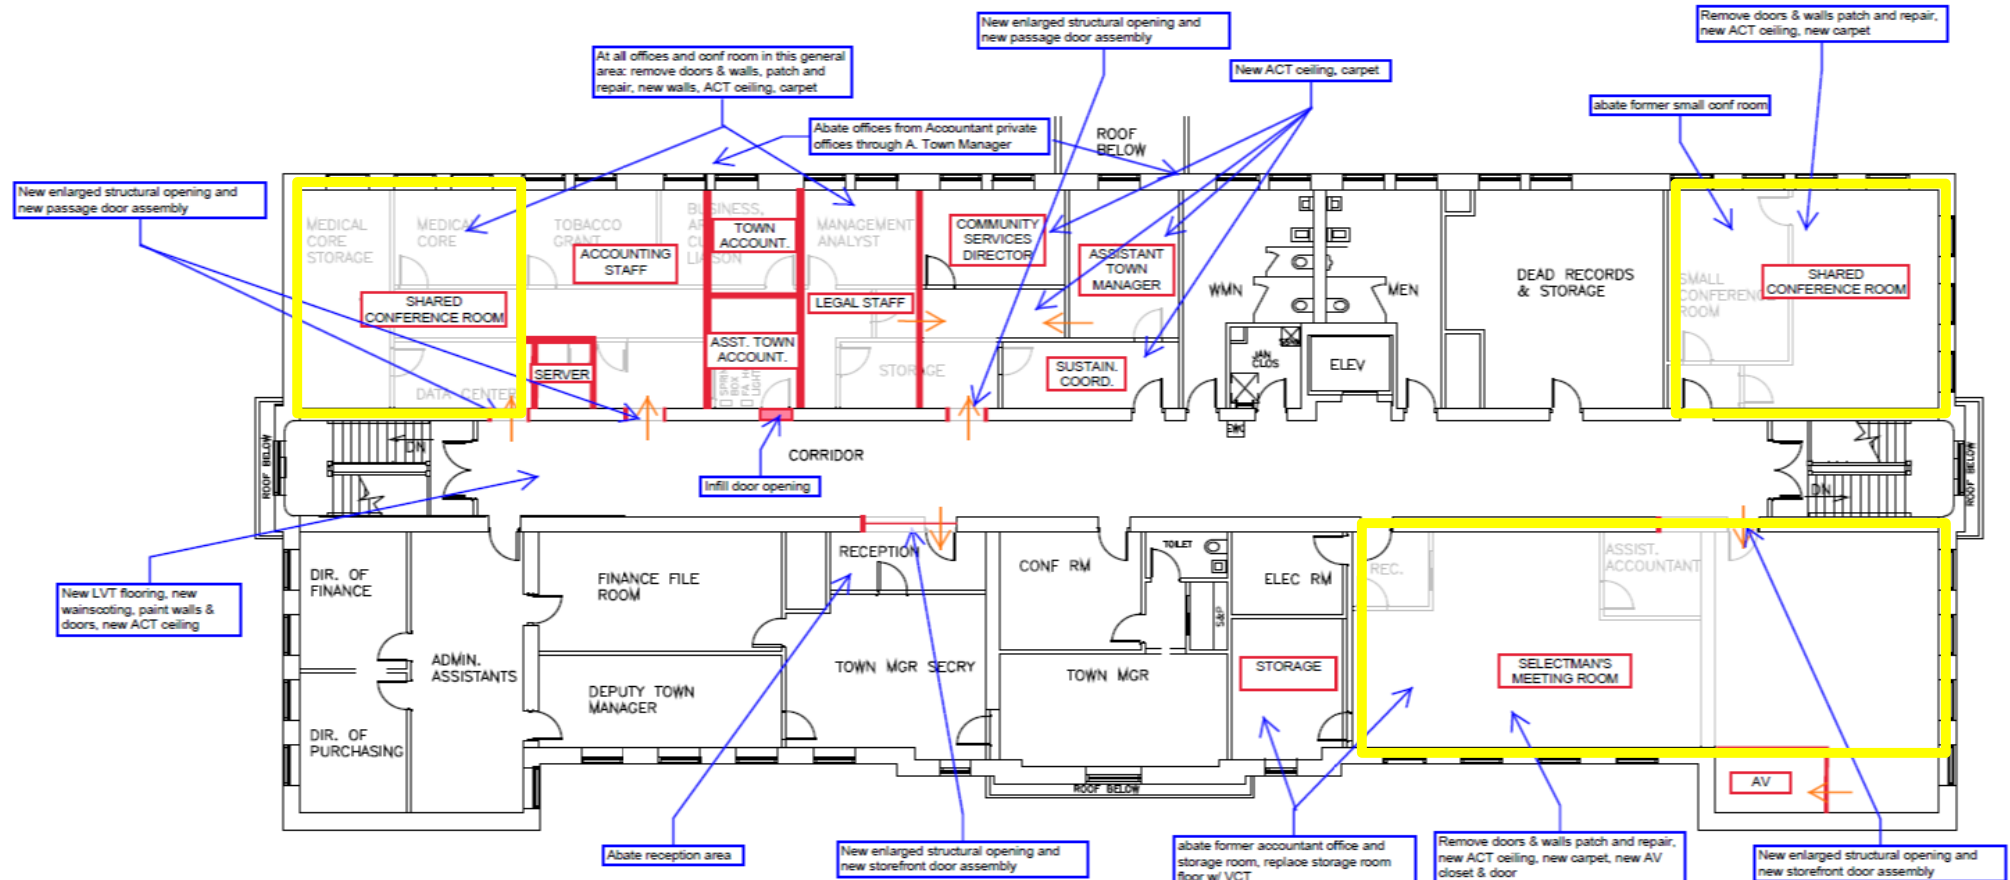 New enlarged structural opening and
new passage door assembly
Remove doors & walls patch and repair,
new ACT ceiling, new carpet
At all offices and conf room in this general
area: remove doors & walls, patch and
repair, new walls, ACT ceiling, carpet
New ACT ceiling, carpet
abate former small conf room
Abate offices from Accountant private
offices through A. Town Manager
ROOF
BELOW
New enlarged structural opening and
new passage door assembly
MEDICAL
CORE
STORAGE
MEDICAL
CORE
TOBACCO
GRANT
ACCOUNTING
STAFF
BUSINESS,
LIAISON
TOWN
ACCOUNT.
MANAGEMENT
ANALYST
COMMUNITY
SERVICES
DIRECTOR
ASSISTANT
TOWN
MANAGER
WMN
MEN
DEAD RECORDS
& STORAGE
SMALL
CONFERENCE
ROOM
SHARED
CONFERENCE ROOM
SHARED
CONFERENCE ROOM
LEGAL STAFF
ASST. TOWN
ACCOUNT.
SERVER
DATA CENTER
SPRIN
BOX
FA H
LIGHT
STORAGE
SUSTAIN.
COORD.
JAN
CLOS
ELEV
EWC
ROOF BELOW
DN
CORRIDOR
Infill door opening
DN
ROOF BELOW
New LVT flooring, new
wainscoting, paint walls &
doors, new ACT ceiling
DIR. OF
FINANCE
FINANCE FILE
ROOM
RECEPTION
CONF RM
TOILET
ELEC RM
REC.
ASSIST.
ACCOUNTANT
S&P
ADMIN.
ASSISTANTS
DEPUTY TOWN
MANAGER
TOWN MGR SECRY
TOWN MGR
STORAGE
SELECTMAN'S
MEETING ROOM
DIR. OF
PURCHASING
ROOF BELOW
AV
Abate reception area
New enlarged structural opening and
new storefront door assembly
abate former accountant office and
storage room, replace storage room
floor w/ VCT
Remove doors & walls patch and repair,
new ACT ceiling, new carpet, new AV
closet & door
New enlarged structural opening and
new storefront door assembly